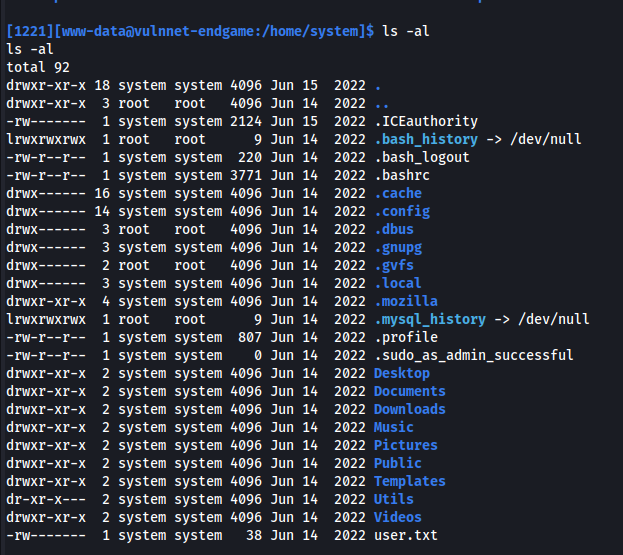 [1221][www-data@vulnnet-endgame:/home/system]$ ls -al
ls -al
total 92
drwxr-xr-x 18 system system 4096 Jun 15  2022 .
drwxr-xr-x  3 root   root   4096 Jun 14  2022 ..
-rw-------  1 system system 2124 Jun 15  2022 .ICEauthority
lrwxrwxrwx  1 root   root      9 Jun 14  2022 .bash_history -> /dev/null
-rw-r--r--  1 system system  220 Jun 14  2022 .bash_logout
-rw-r--r--  1 system system 3771 Jun 14  2022 .bashrc
drwx------ 16 system system 4096 Jun 14  2022 .cache
drwx------ 14 system system 4096 Jun 14  2022 .config
drwx------  3 root   root   4096 Jun 14  2022 .dbus
drwx------  3 system system 4096 Jun 14  2022 .gnupg
drwx------  2 root   root   4096 Jun 14  2022 .gvfs
drwx------  3 system system 4096 Jun 14  2022 .local
drwxr-xr-x  4 system system 4096 Jun 14  2022 .mozilla
lrwxrwxrwx  1 root   root      9 Jun 14  2022 .mysql_history -> /dev/null
-rw-r--r--  1 system system  807 Jun 14  2022 .profile
-rw-r--r--  1 system system    0 Jun 14  2022 .sudo_as_admin_successful
drwxr-xr-x  2 system system 4096 Jun 14  2022 Desktop
drwxr-xr-x  2 system system 4096 Jun 14  2022 Documents
drwxr-xr-x  2 system system 4096 Jun 14  2022 Downloads
drwxr-xr-x  2 system system 4096 Jun 14  2022 Music
drwxr-xr-x  2 system system 4096 Jun 14  2022 Pictures
drwxr-xr-x  2 system system 4096 Jun 14  2022 Public
drwxr-xr-x  2 system system 4096 Jun 14  2022 Templates
dr-xr-x---  2 system system 4096 Jun 14  2022 Utils
drwxr-xr-x  2 system system 4096 Jun 14  2022 Videos
-rw-------  1 system system   38 Jun 14  2022 user.txt